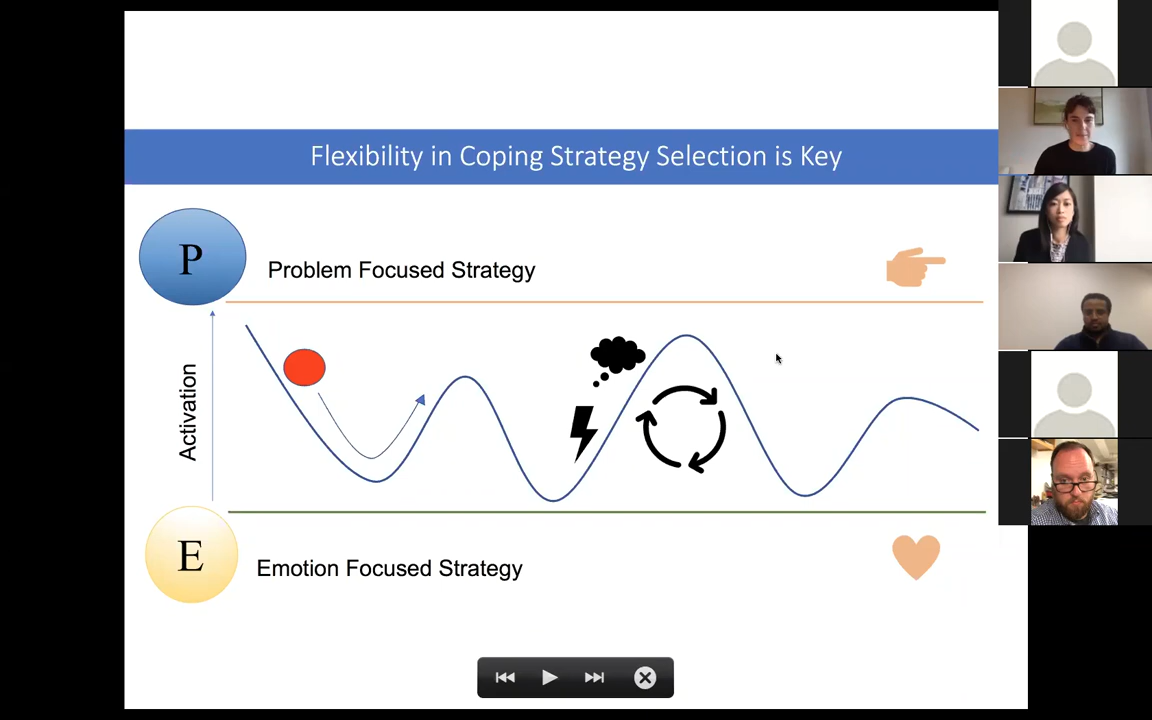 Flexibility in Coping Strategy Selection is Key
P
Problem Focused Strategy
Activation
E
Emotion Focused Strategy